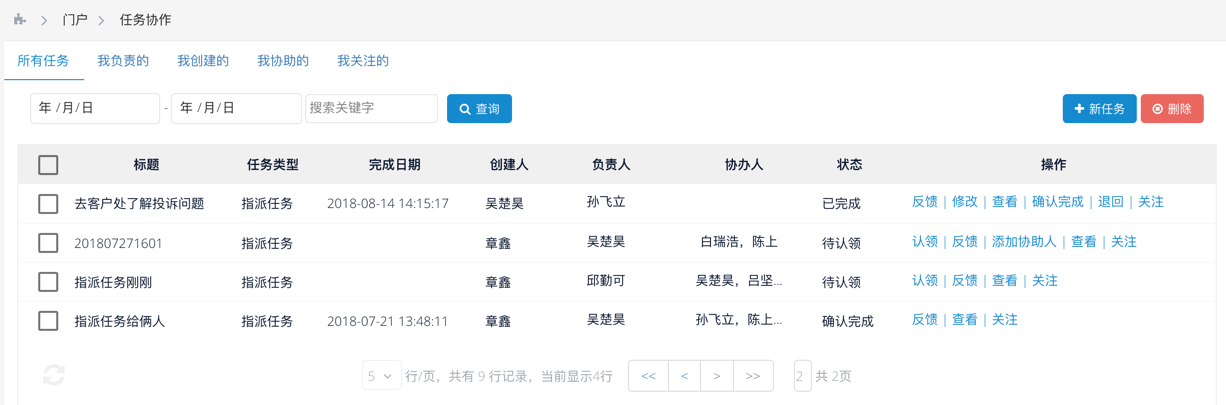 门户 任务协作
所有任务 我负责的 我创建的 我协助的 我关注的
年 /月/日 - 年 /月/日 搜索关键字 查询 新任务 删除
标题 任务类型 完成日期 创建人 负责人 协办人 状态 操作
去客户处了解投诉问题 指派任务 2018-08-14 14:15:17 吴楚昊 孙飞立 已完成 反馈 | 修改 | 查看 | 确认完成 | 退回 | 关注
201807271601 指派任务 章鑫 吴楚昊 白瑞浩，陈上 待认领 认领 | 反馈 | 添加协助人 | 查看 | 关注
指派任务刚刚 指派任务 章鑫 邱勤可 吴楚昊，吕坚... 待认领 认领 | 反馈 | 查看 | 关注
指派任务给俩人 指派任务 2018-07-21 13:48:11 章鑫 吴楚昊 孙飞立，陈上... 确认完成 反馈 | 查看 | 关注
5 行/页，共有 9 行记录，当前显示4行 << < > >> 2 共 2页